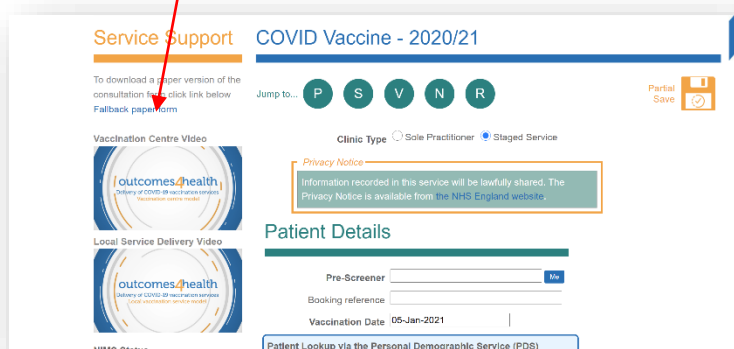 Service Support
COVID Vaccine - 2020/21
To download a paper version of the
consultation form click link below
Fallback paper form
Jump to... P S V N R
Partial
Save
Vaccination Centre Video
Clinic Type Sole Practitioner Staged Service
Privacy Notice
Information recorded in this service will be lawfully shared. The
Privacy Notice is available from the NHS England website.
outcomes4health
Delivery of COVID-19 vaccination services
Vaccination centre model
Patient Details
Local Service Delivery Video
Pre-Screener Me
outcomes4health
Delivery of COVID-19 vaccination services
Local vaccination service model
Booking reference
Vaccination Date 05-Jan-2021
NIMS Status
Patient Lookup via the Personal Demographic Service (PDS)